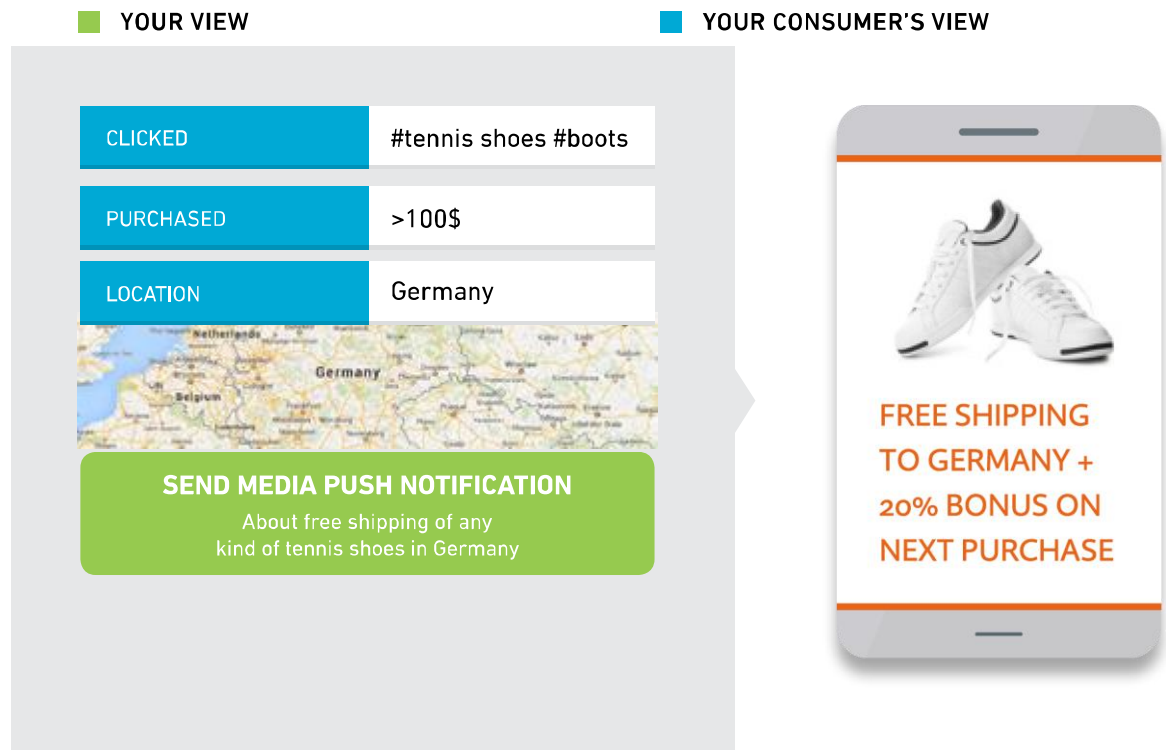 YOUR VIEW
YOUR CONSUMER'S VIEW
CLICKED
#tennis shoes #boots
PURCHASED
>100$
LOCATION
Germany
Netherlands
Germany
Belgium
SEND MEDIA PUSH NOTIFICATION
About free shipping of any
kind of tennis shoes in Germany
FREE SHIPPING
TO GERMANY +
20% BONUS ON
NEXT PURCHASE